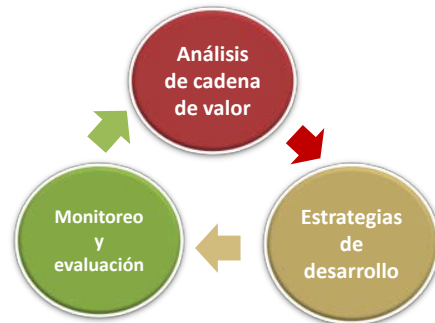 Análisis
de cadena
de valor
Estrategias
de
desarrollo
Monitoreo
y
evaluación